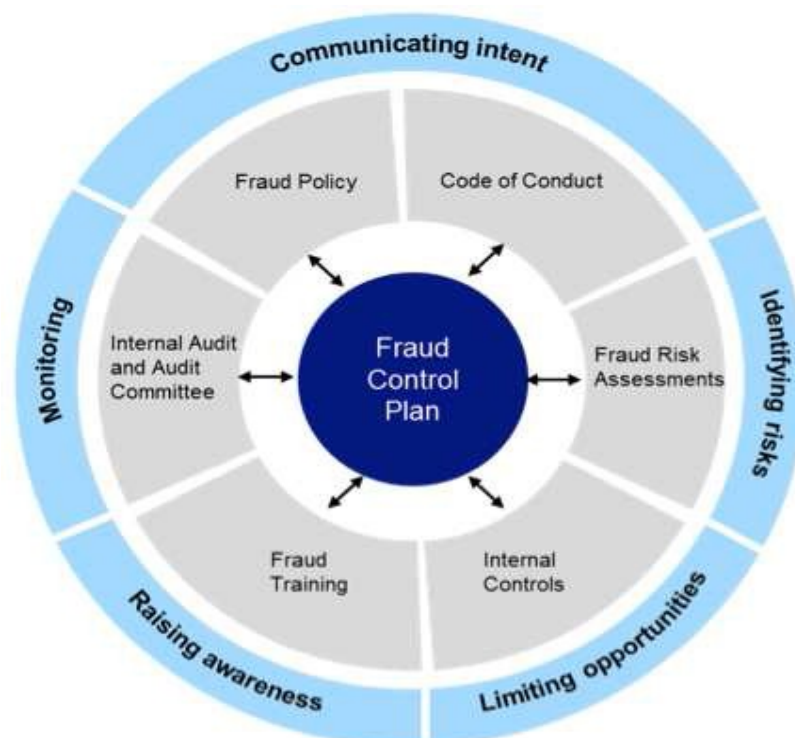 Communicating intent
Fraud Policy
Code of Conduct
Monitoring
Internal Audit
and Audit
Committee
Fraud
Control
Plan
Fraud Risk
Assessments
Identifying risks
Fraud
Training
Internal
Controls
Raising awareness
Limiting opportunities